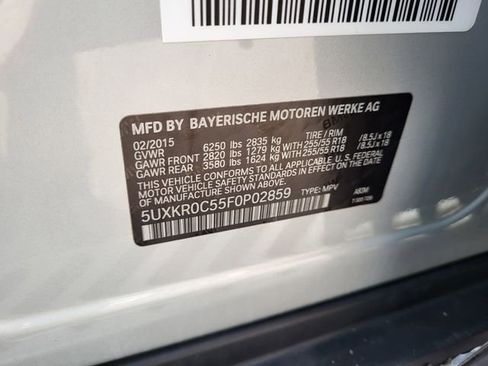 MFD BY BAYERISCHE MOTOREN WERKE AG
02/2015 6250 lbs 2835 kg TIRE / RIM
GVWR
GAWR FRONT 2820 lbs 1279 kg with 255/55 R18 /8.5J x 18
GAWR REAR 3580 lbs 1624 kg with 255/55 R18 /8.5J x 18
THIS VEHICLE CONFORMS TO ALL APPLICABLE U.S. FEDERAL
MOTOR VEHICLE SAFETY STANDARDS IN EFFECT ON THE DATE
OF MANUFACTURE SHOWN ABOVE.
5UXKR0C55F0P02859 TYPE: MPV